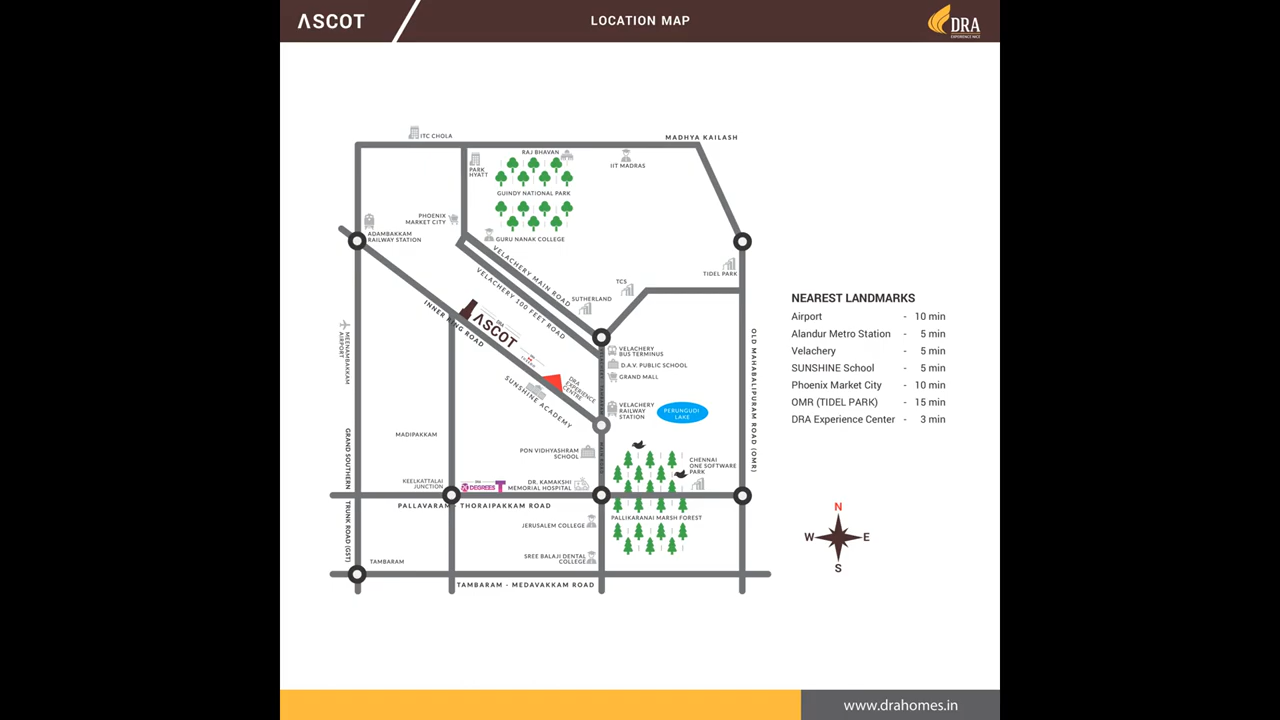 ASCOT
LOCATION MAP
DRA
EXPERIENCE NICE
ITC CHOLA
MADHYA KAILASH
RAJ BHAVAN
PARK
HYATT
IIT MADRAS
GUINDY NATIONAL PARK
PHOENIX
MARKET CITY
ADAMBAKKAM
RAILWAY STATION
GURU NANAK COLLEGE
VELACHERY MAIN ROAD
VELACHERY 100 FEET ROAD
TIDEL PARK
TCS
SUTHERLAND
INNER RING ROAD
DRA
ASCOT
MEENAMBAKKAM
AIRPORT
VELACHERY
BUS TERMINUS
D.A.V. PUBLIC SCHOOL
GRAND MALL
DRA
EXPERIENCE
CENTRE
SUNSHINE ACADEMY
VELACHERY
RAILWAY
STATION
PERUNGUDI
LAKE
OLD MAHABALIPURAM ROAD (OMR)
MADIPAKKAM
PON VIDHYASHRAM
SCHOOL
CHENNAI
ONE SOFTWARE
PARK
KEELKATTALAI
JUNCTION
DEGREES
DR. KAMAKSHI
MEMORIAL HOSPITAL
PALLAVARAM - THORAIPAKKAM ROAD
PALLIKARANAI MARSH FOREST
JERUSALEM COLLEGE
GRAND SOUTHERN TRUNK ROAD (GST)
SREE BALAJI DENTAL
COLLEGE
TAMBARAM
TAMBARAM - MEDAVAKKAM ROAD
NEAREST LANDMARKS
Airport - 10 min
Alandur Metro Station - 5 min
Velachery - 5 min
SUNSHINE School - 5 min
Phoenix Market City - 10 min
OMR (TIDEL PARK) - 15 min
DRA Experience Center - 3 min
N
W E
S
www.drahomes.in